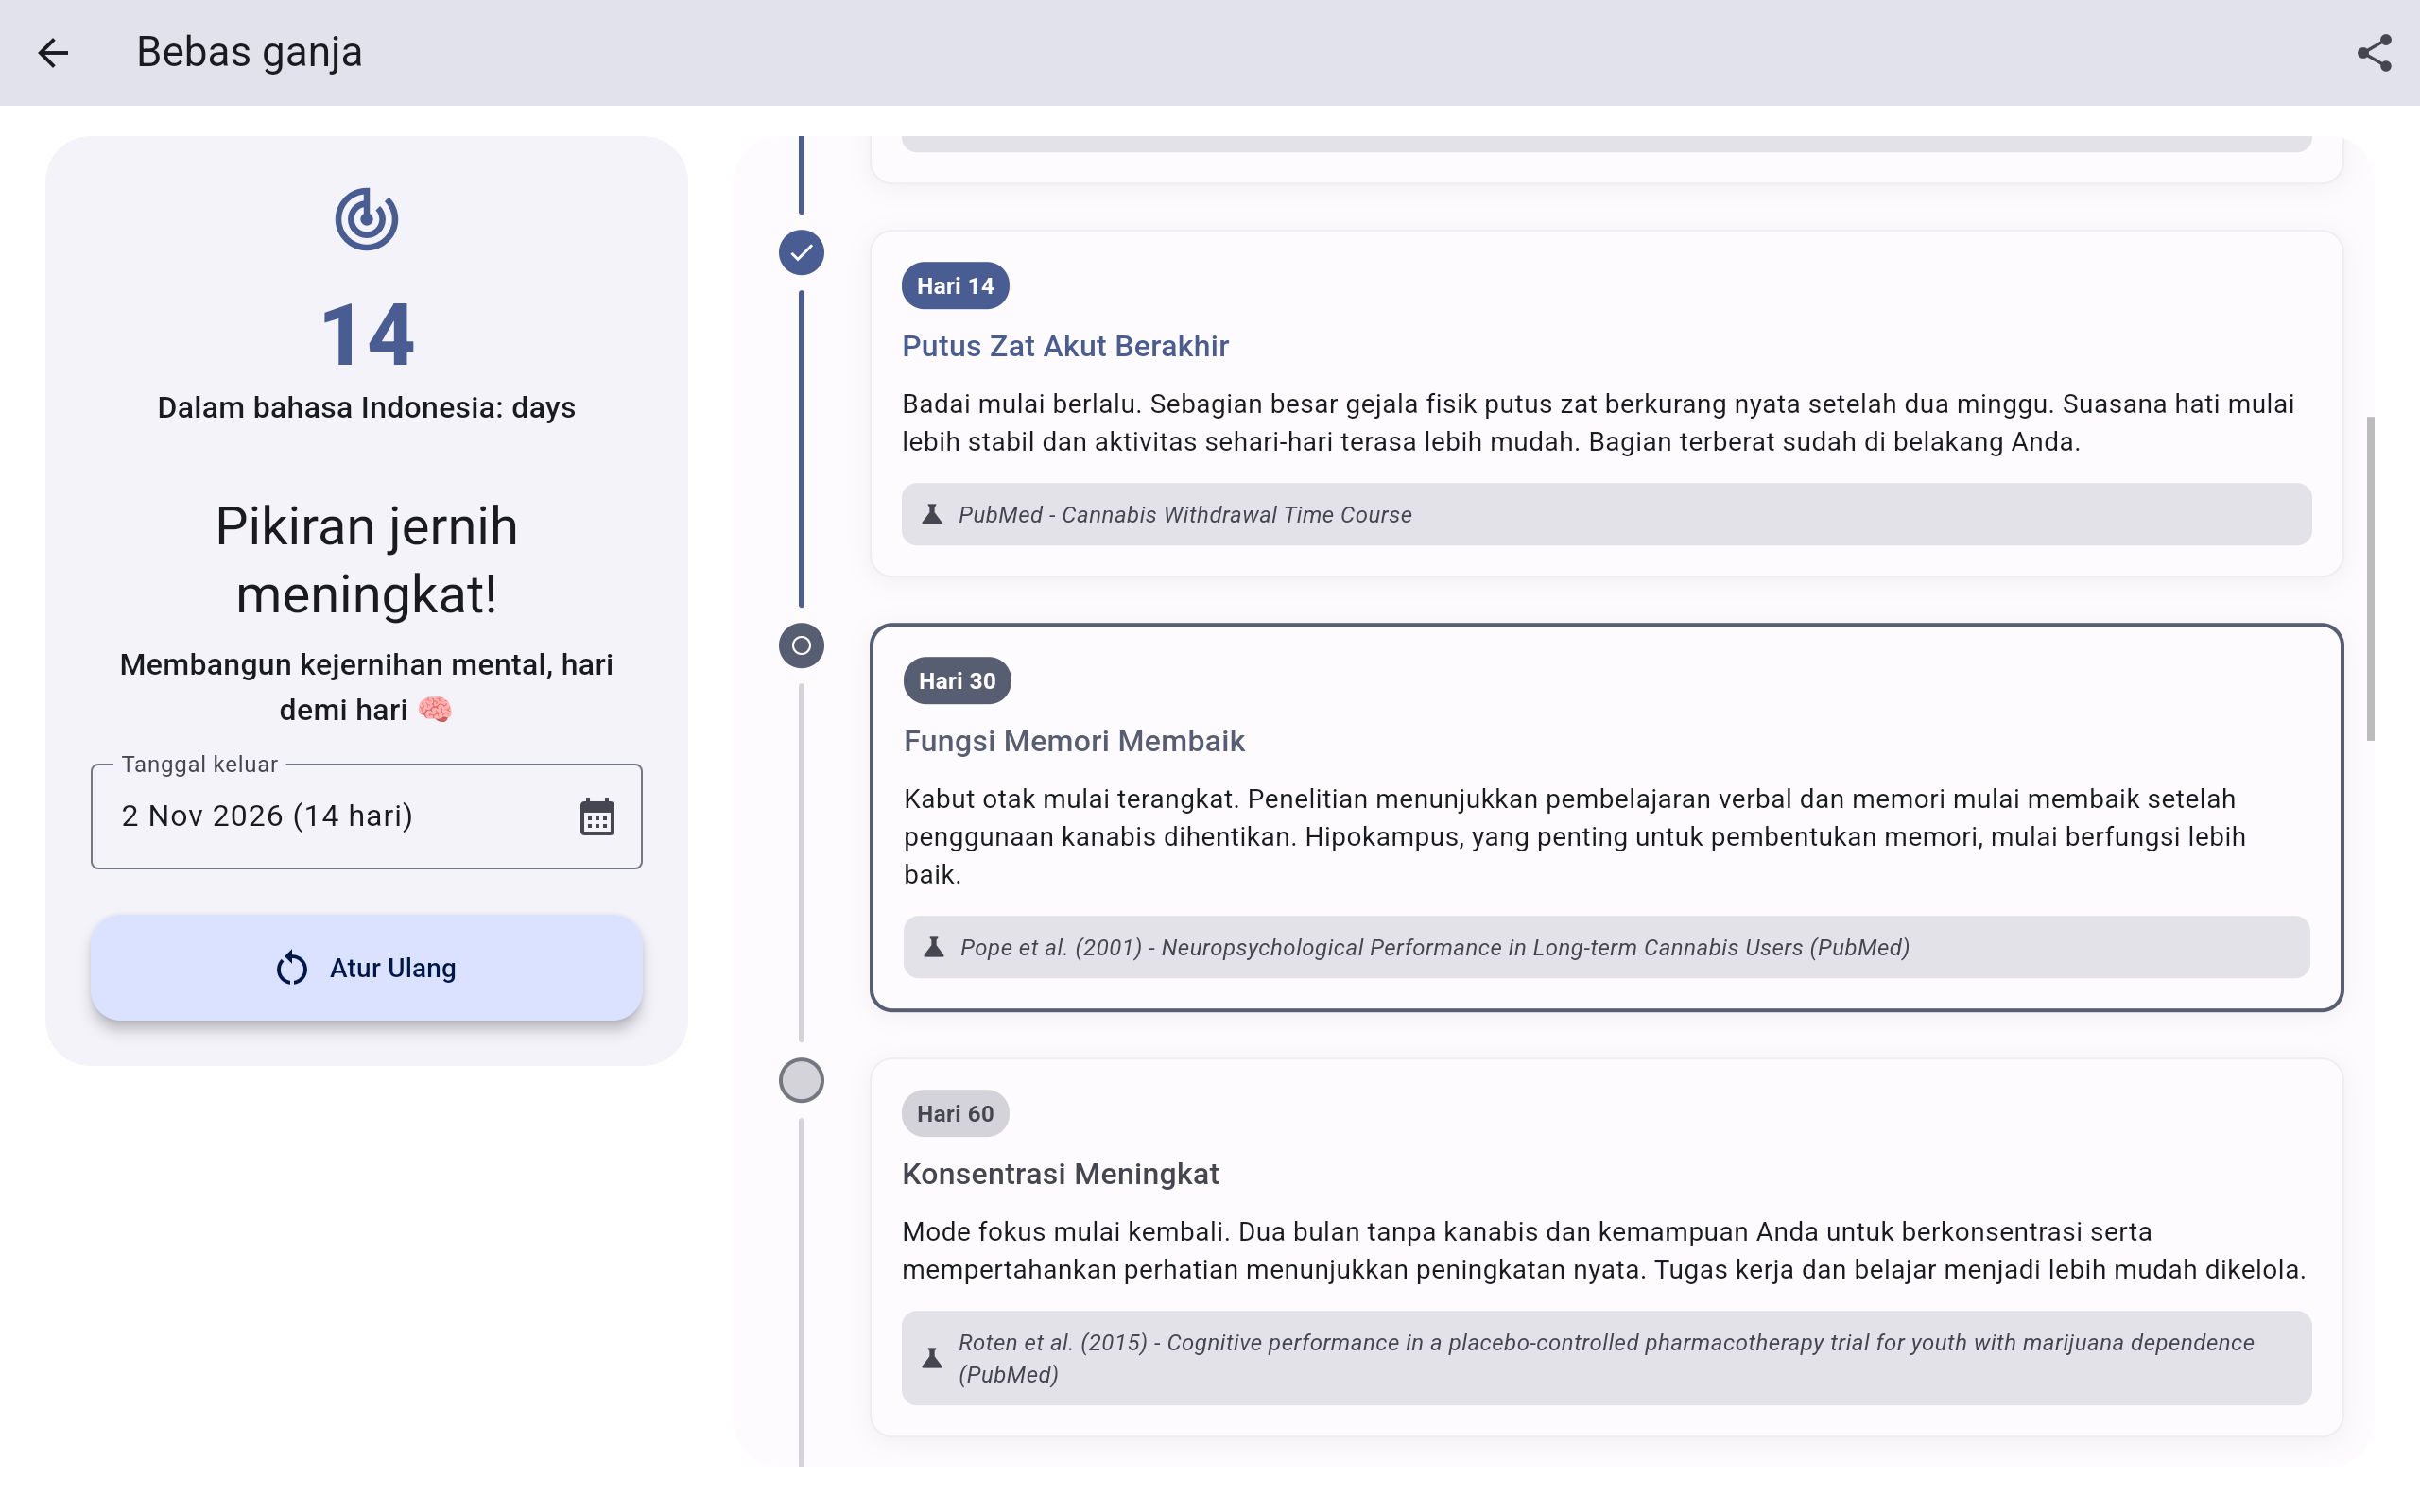 Bebas ganja
14
Dalam bahasa Indonesia: days
Pikiran jernih
meningkat!
Membangun kejernihan mental, hari
demi hari 🧠
Tanggal keluar
2 Nov 2026 (14 hari)
Atur Ulang
Hari 14
Putus Zat Akut Berakhir
Badai mulai berlalu. Sebagian besar gejala fisik putus zat berkurang nyata setelah dua minggu. Suasana hati mulai
lebih stabil dan aktivitas sehari-hari terasa lebih mudah. Bagian terberat sudah di belakang Anda.
PubMed - Cannabis Withdrawal Time Course
Hari 30
Fungsi Memori Membaik
Kabut otak mulai terangkat. Penelitian menunjukkan pembelajaran verbal dan memori mulai membaik setelah
penggunaan kanabis dihentikan. Hipokampus, yang penting untuk pembentukan memori, mulai berfungsi lebih
baik.
Pope et al. (2001) - Neuropsychological Performance in Long-term Cannabis Users (PubMed)
Hari 60
Konsentrasi Meningkat
Mode fokus mulai kembali. Dua bulan tanpa kanabis dan kemampuan Anda untuk berkonsentrasi serta
mempertahankan perhatian menunjukkan peningkatan nyata. Tugas kerja dan belajar menjadi lebih mudah dikelola.
Roten et al. (2015) - Cognitive performance in a placebo-controlled pharmacotherapy trial for youth with marijuana dependence
(PubMed)